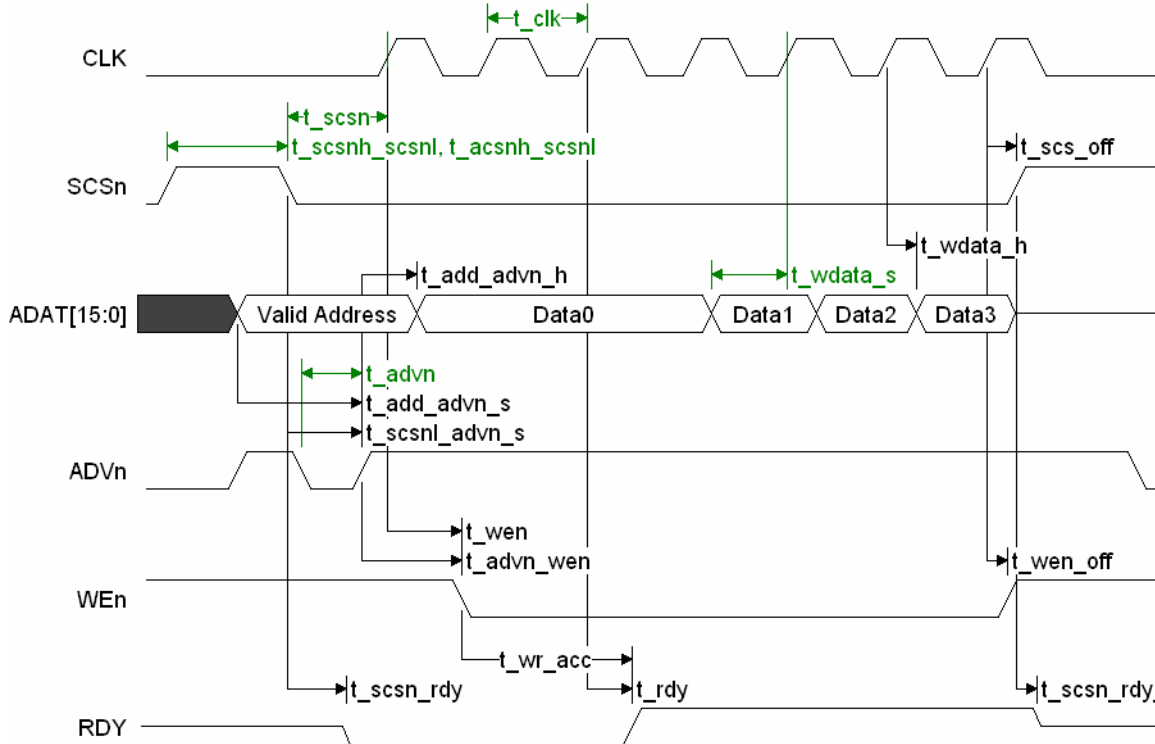 t_clk
CLK
t_scsn
t_scsnh_scsnl, t_acsnh_scsnl
t_scs_off
SCSn
t_wdata_h
t_add_advn_h
t_wdata_s
ADAT[15:0]
Valid Address
Data0
Data1
Data2
Data3
t_advn
t_add_advn_s
t_scsnl_advn_s
ADVn
t_wen
t_advn_wen
t_wen_off
WEn
t_wr_acc
t_scsn_rdy
t_rdy
t_scsn_rdy_
RDY